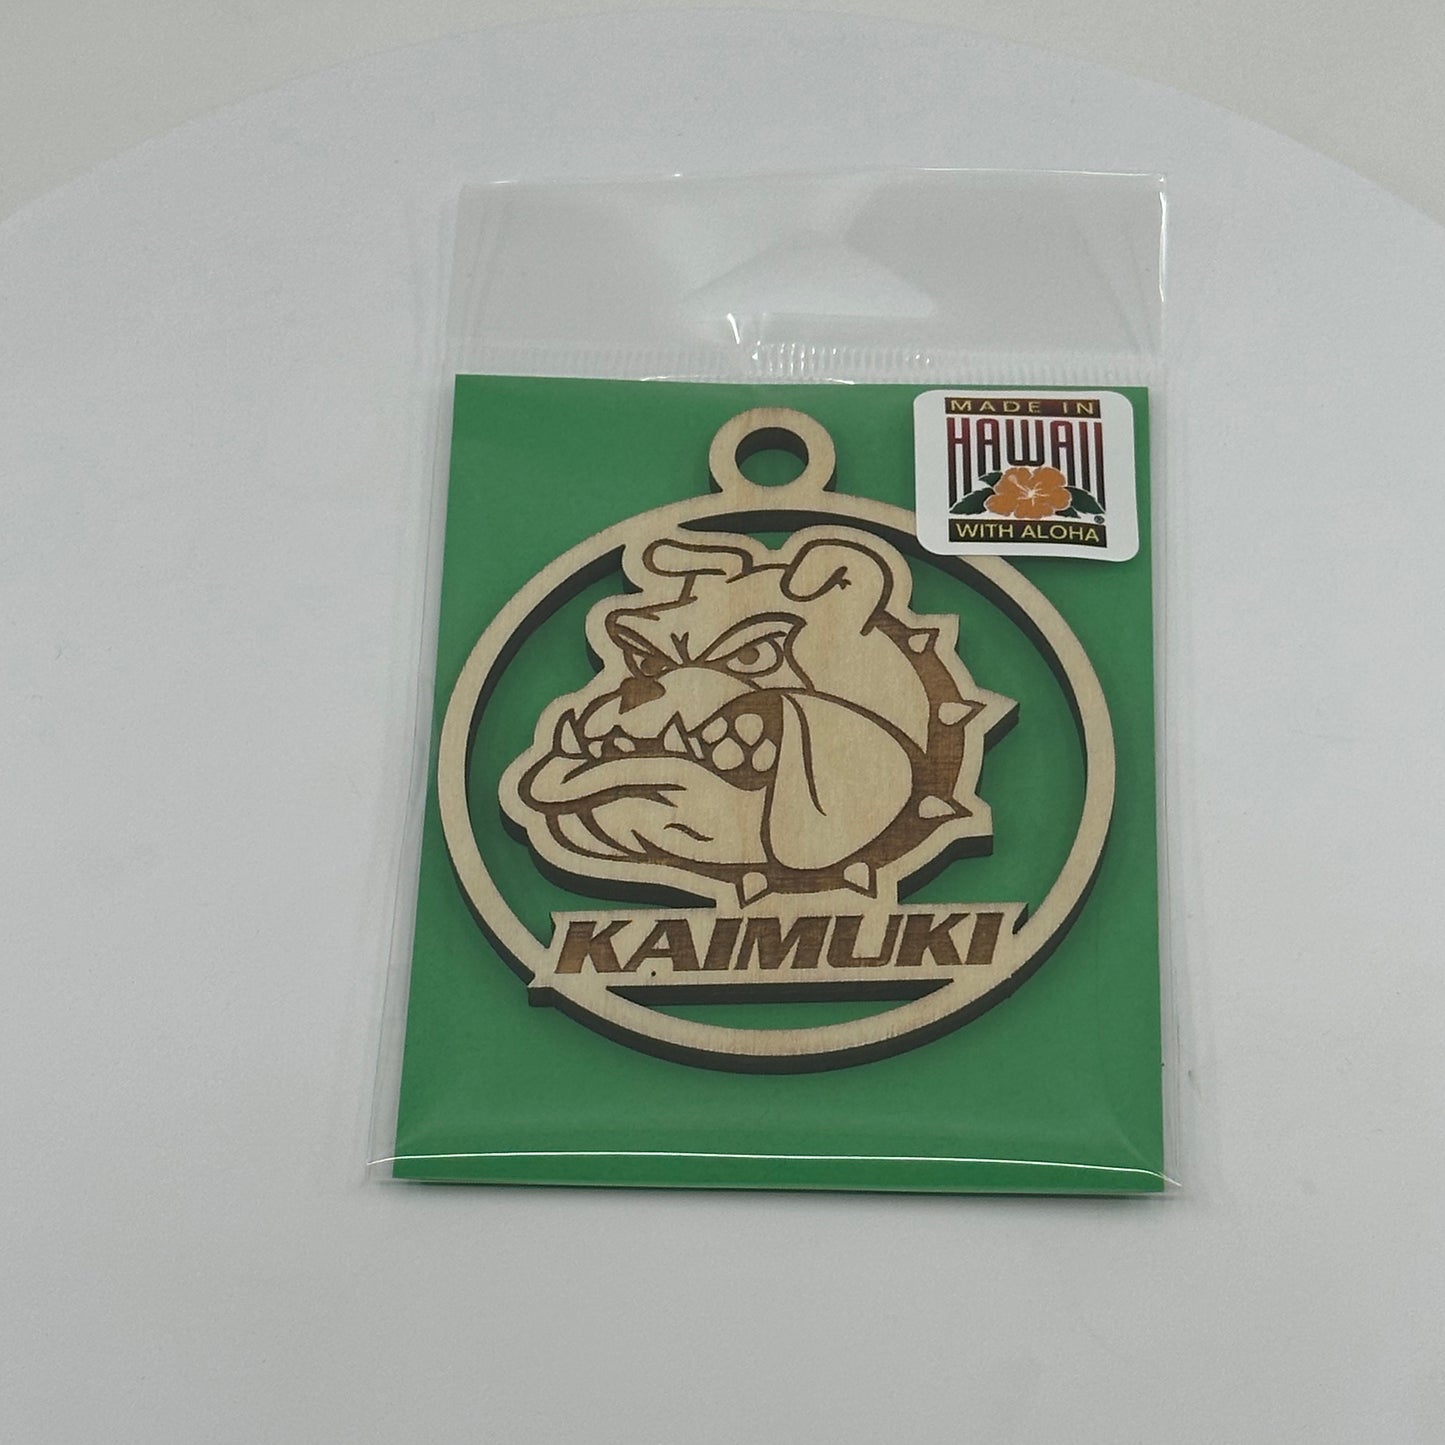 MADE IN
HAWAII
WITH ALOHA
®
KAIMUKI